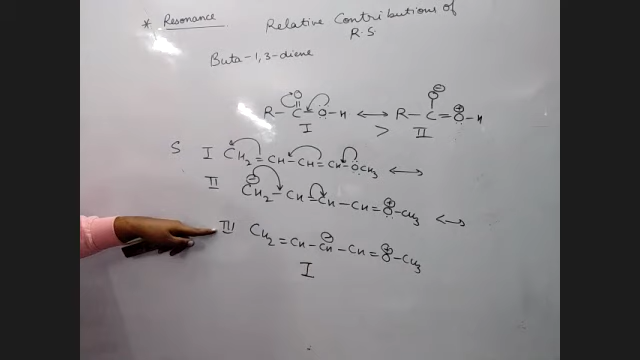 * Resonance Relative Contributions of
R.S.
Buta-1,3-diene
O ⊖
O
R-C-Ö-H ⟷ R-C=O-H ⊕
I > II
S I CH2=CH-CH=CH-ÖCH3 ⟷
II ⊖ CH2-CH=CH-CH=O-CH3 ⊕ ⟷
III CH2=CH-CH-CH=O-CH3 ⊖ ⊕
I